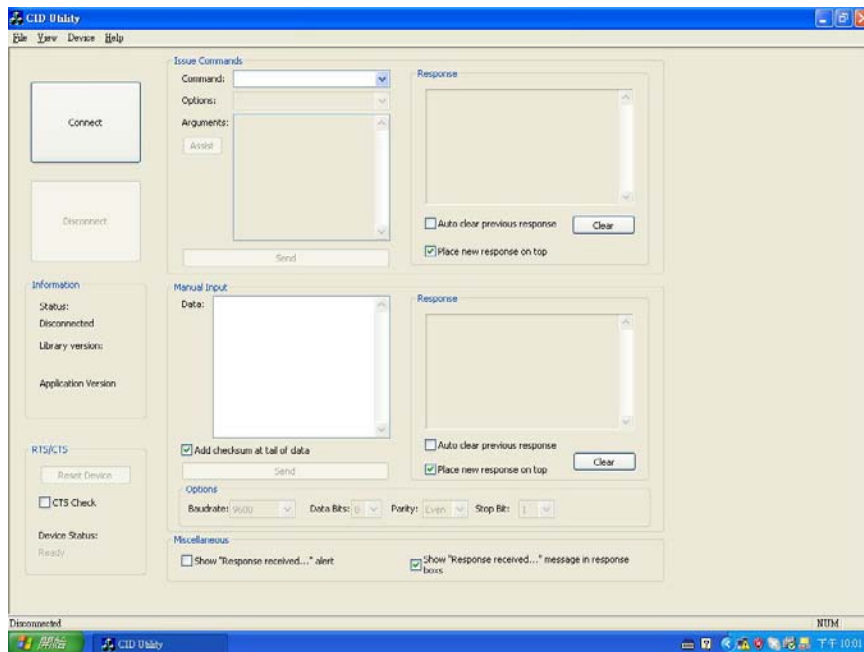 CID Utility
File View Device Help
Connect
Disconnect
Information
Status:
Disconnected
Library version:
Application Version
RTS/CTS
Reset Device
CTS Check
Device Status:
Ready
Issue Commands
Command:
Options:
Arguments:
Assist
Send
Response
Auto clear previous response
Clear
Place new response on top
Manual Input
Data:
Add checksum at tail of data
Send
Response
Auto clear previous response
Clear
Place new response on top
Options
Baudrate: 9600 Data Bits: 8 Parity: Even Stop Bit: 1
Miscellaneous
Show "Response received..." alert
Show "Response received..." message in response
boxs
Disconnected NUM
開始 CID Utility 下午 10:01